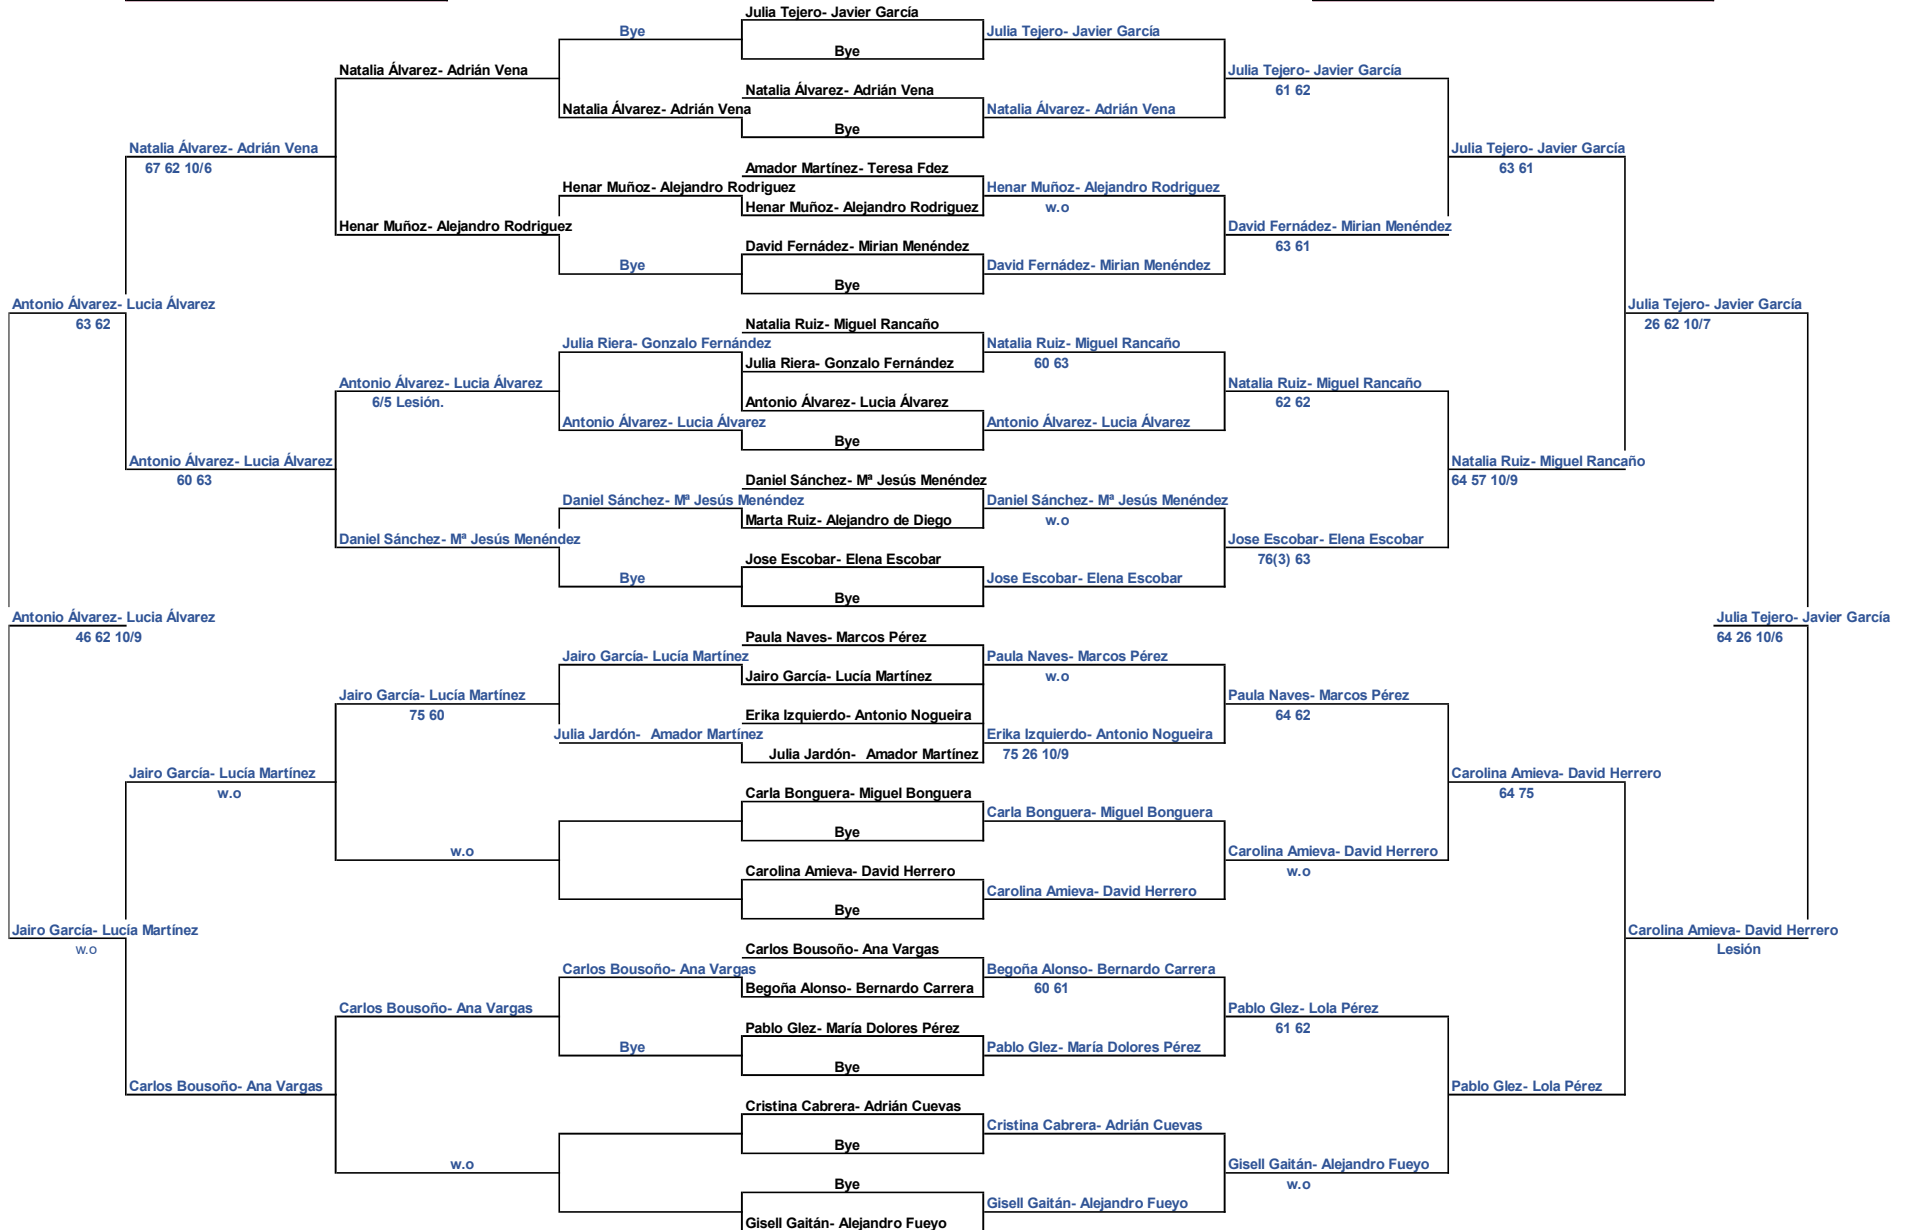 Julia Tejero- Javier García
Bye
Julia Tejero- Javier García
Bye
Natalia Álvarez- Adrián Vena
Julia Tejero- Javier García
61 62
Natalia Álvarez- Adrián Vena
Natalia Álvarez- Adrián Vena
Natalia Álvarez- Adrián Vena
Bye
Natalia Álvarez- Adrián Vena
67 62 10/6
Julia Tejero- Javier García
63 61
Amador Martínez- Teresa Fdez
Henar Muñoz- Alejandro Rodriguez
Henar Muñoz- Alejandro Rodriguez
w.o
Henar Muñoz- Alejandro Rodriguez
Henar Muñoz- Alejandro Rodriguez
David Fernádez- Mirian Menéndez
63 61
David Fernádez- Mirian Menéndez
Bye
David Fernádez- Mirian Menéndez
Bye
Antonio Álvarez- Lucia Álvarez
63 62
Julia Tejero- Javier García
26 62 10/7
Natalia Ruiz- Miguel Rancaño
Julia Riera- Gonzalo Fernández
Natalia Ruiz- Miguel Rancaño
60 63
Julia Riera- Gonzalo Fernández
Antonio Álvarez- Lucia Álvarez
6/5 Lesión.
Natalia Ruiz- Miguel Rancaño
62 62
Antonio Álvarez- Lucia Álvarez
Antonio Álvarez- Lucia Álvarez
Antonio Álvarez- Lucia Álvarez
Bye
Antonio Álvarez- Lucia Álvarez
60 63
Natalia Ruiz- Miguel Rancaño
64 57 10/9
Daniel Sánchez- Mª Jesús Menéndez
Daniel Sánchez- Mª Jesús Menéndez
Daniel Sánchez- Mª Jesús Menéndez
w.o
Marta Ruiz- Alejandro de Diego
Daniel Sánchez- Mª Jesús Menéndez
Jose Escobar- Elena Escobar
76(3) 63
Jose Escobar- Elena Escobar
Bye
Jose Escobar- Elena Escobar
Bye
Antonio Álvarez- Lucia Álvarez
46 62 10/9
Julia Tejero- Javier García
64 26 10/6
Paula Naves- Marcos Pérez
Jairo García- Lucía Martínez
Paula Naves- Marcos Pérez
w.o
Jairo García- Lucía Martínez
Jairo García- Lucía Martínez
75 60
Paula Naves- Marcos Pérez
64 62
Erika Izquierdo- Antonio Nogueira
Julia Jardón- Amador Martínez
Erika Izquierdo- Antonio Nogueira
75 26 10/9
Julia Jardón- Amador Martínez
Jairo García- Lucía Martínez
w.o
Carolina Amieva- David Herrero
64 75
Carla Bonguera- Miguel Bonguera
Carla Bonguera- Miguel Bonguera
Bye
w.o
Carolina Amieva- David Herrero
w.o
Carolina Amieva- David Herrero
Carolina Amieva- David Herrero
Bye
Jairo García- Lucía Martínez
w.o
Carolina Amieva- David Herrero
Lesión
Carlos Bousoño- Ana Vargas
Carlos Bousoño- Ana Vargas
Begoña Alonso- Bernardo Carrera
60 61
Begoña Alonso- Bernardo Carrera
Carlos Bousoño- Ana Vargas
Pablo Glez- Lola Pérez
61 62
Pablo Glez- María Dolores Pérez
Bye
Pablo Glez- María Dolores Pérez
Bye
Carlos Bousoño- Ana Vargas
Pablo Glez- Lola Pérez
Cristina Cabrera- Adrián Cuevas
Cristina Cabrera- Adrián Cuevas
Bye
w.o
Gisell Gaitán- Alejandro Fueyo
w.o
Bye
Gisell Gaitán- Alejandro Fueyo
Gisell Gaitán- Alejandro Fueyo